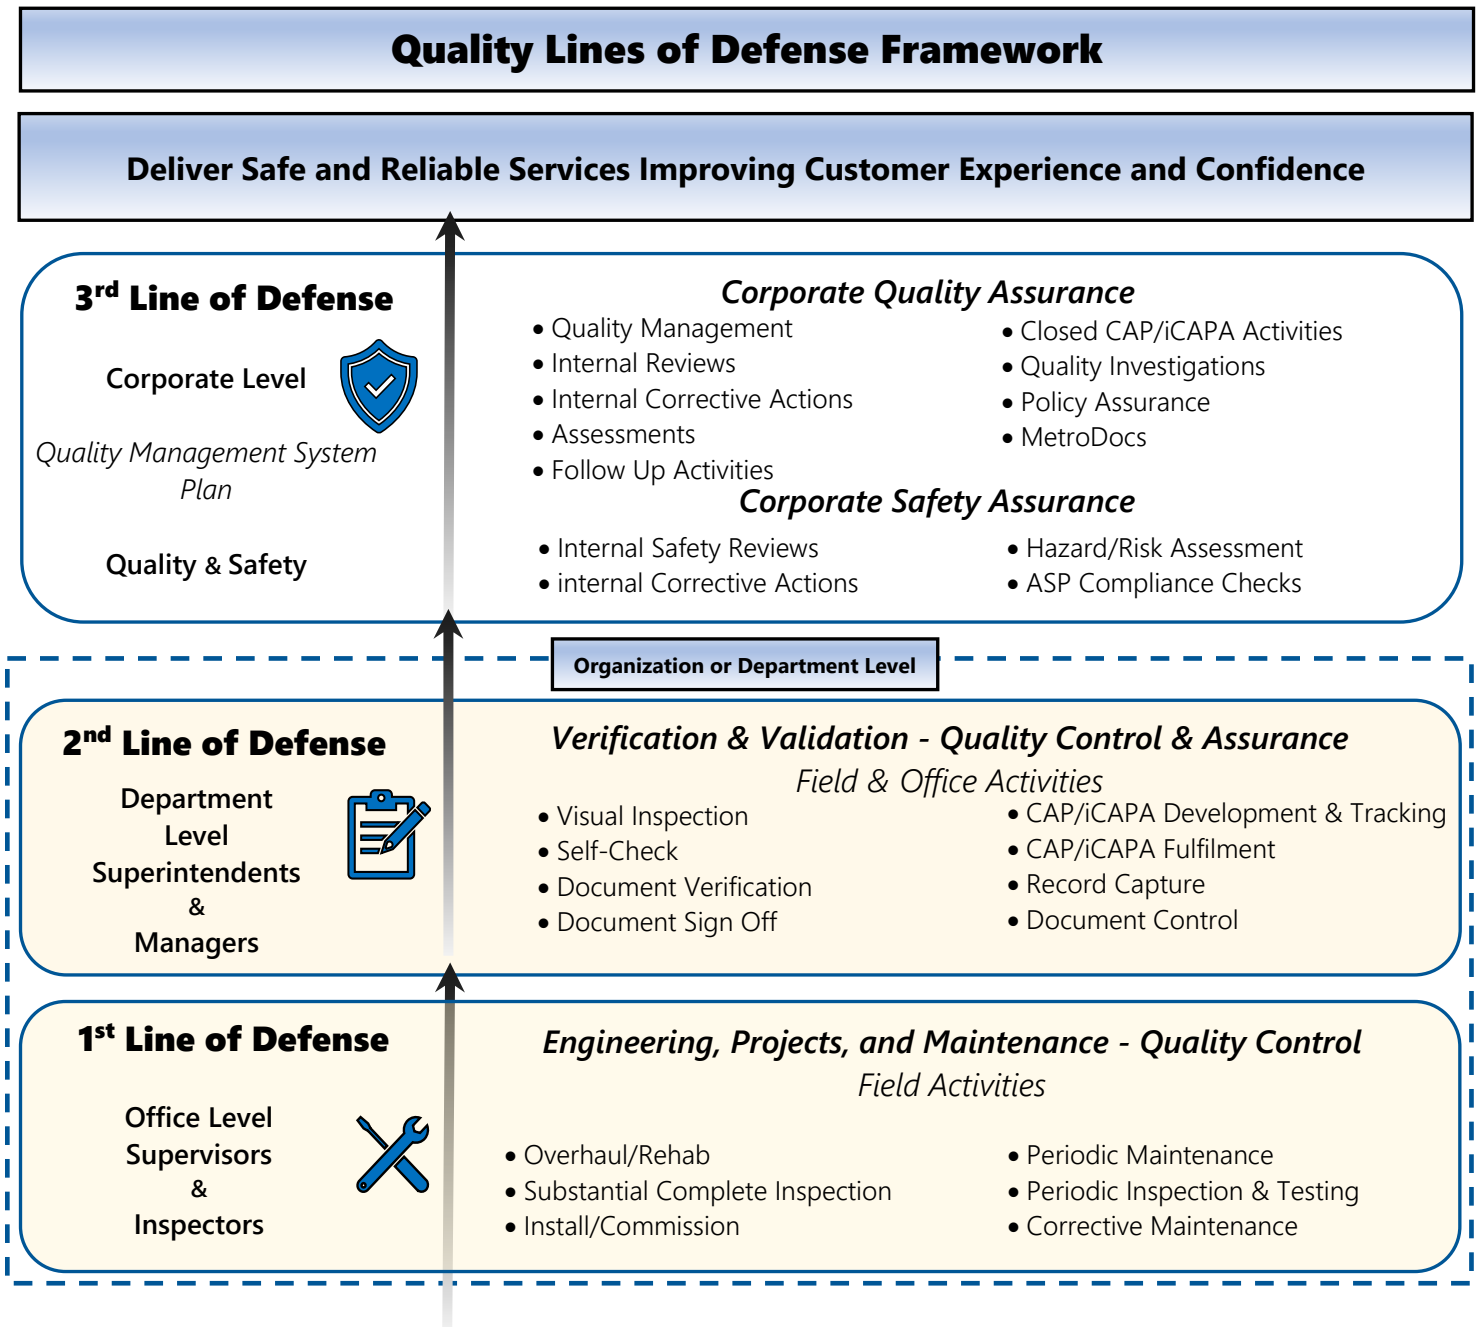 Quality Lines of Defense Framework
Deliver Safe and Reliable Services Improving Customer Experience and Confidence
3rd Line of Defense
Corporate Level
Quality Management System
Plan
Quality & Safety
Corporate Quality Assurance
• Quality Management
• Internal Reviews
• Internal Corrective Actions
• Assessments
• Follow Up Activities
• Closed CAP/iCAPA Activities
• Quality Investigations
• Policy Assurance
• MetroDocs
Corporate Safety Assurance
• Internal Safety Reviews
• internal Corrective Actions
• Hazard/Risk Assessment
• ASP Compliance Checks
Organization or Department Level
2nd Line of Defense
Department
Level
Superintendents
&
Managers
Verification & Validation - Quality Control & Assurance
Field & Office Activities
• Visual Inspection
• Self-Check
• Document Verification
• Document Sign Off
• CAP/iCAPA Development & Tracking
• CAP/iCAPA Fulfilment
• Record Capture
• Document Control
1st Line of Defense
Office Level
Supervisors
&
Inspectors
Engineering, Projects, and Maintenance - Quality Control
Field Activities
• Overhaul/Rehab
• Substantial Complete Inspection
• Install/Commission
• Periodic Maintenance
• Periodic Inspection & Testing
• Corrective Maintenance